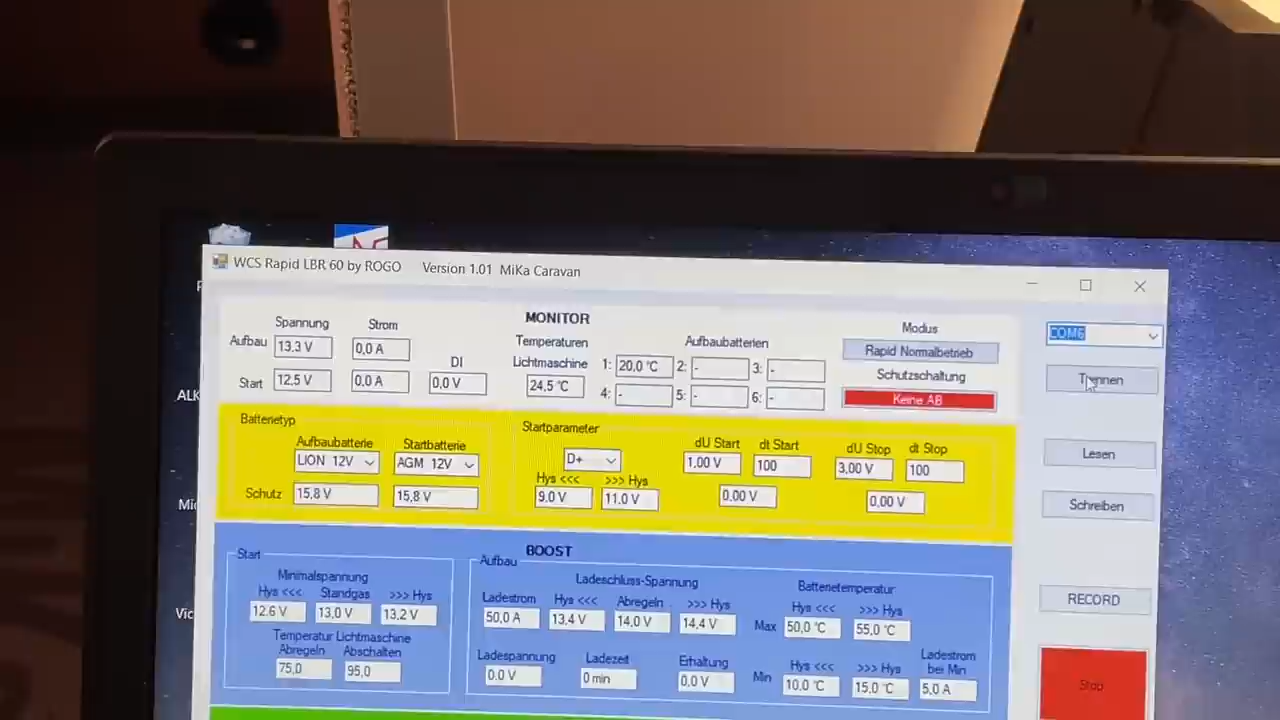 WCS Rapid LBR 60 by ROGO Version 1.01 MiKa Caravan
MONITOR
Spannung Strom
Aufbau 13.3 V 0,0 A
DI
Start 12,5 V 0,0 A 0,0 V
Temperaturen Aufbaubatterien
Lichtmaschine 1: 20,0 °C 2: - 3: -
24,5 °C 4: - 5: - 6: -
Modus
Rapid Normalbetrieb
Schutzschaltung
Keine AB
COM6
Trennen
Lesen
Schreiben
RECORD
Stop
Batterietyp
Aufbaubatterie Startbatterie
LION 12V AGM 12V
Schutz 15,8 V 15,8 V
Startparameter
D+
Hys <<< >>> Hys
9.0 V 11.0 V
dU Start dt Start dU Stop dt Stop
1,00 V 100 3,00 V 100
0.00 V 0,00 V
BOOST
Start
Minimalspannung
Hys <<< Standgas >>> Hys
12.6 V 13,0 V 13,2 V
Temperatur Lichtmaschine
Abregeln Abschalten
75,0 95,0
Aufbau
Ladeschluss-Spannung
Ladestrom Hys <<< Abregeln >>> Hys
50,0 A 13,4 V 14,0 V 14,4 V
Ladespannung Ladezeit Erhaltung
0.0 V 0 min 0,0 V
Batterietemperatur
Hys <<< >>> Hys
Max 50,0 °C 55,0 °C
Hys <<< >>> Hys Ladestrom bei Min
Min 10,0 °C 15,0 °C 5,0 A
ALK
Mic
Vic